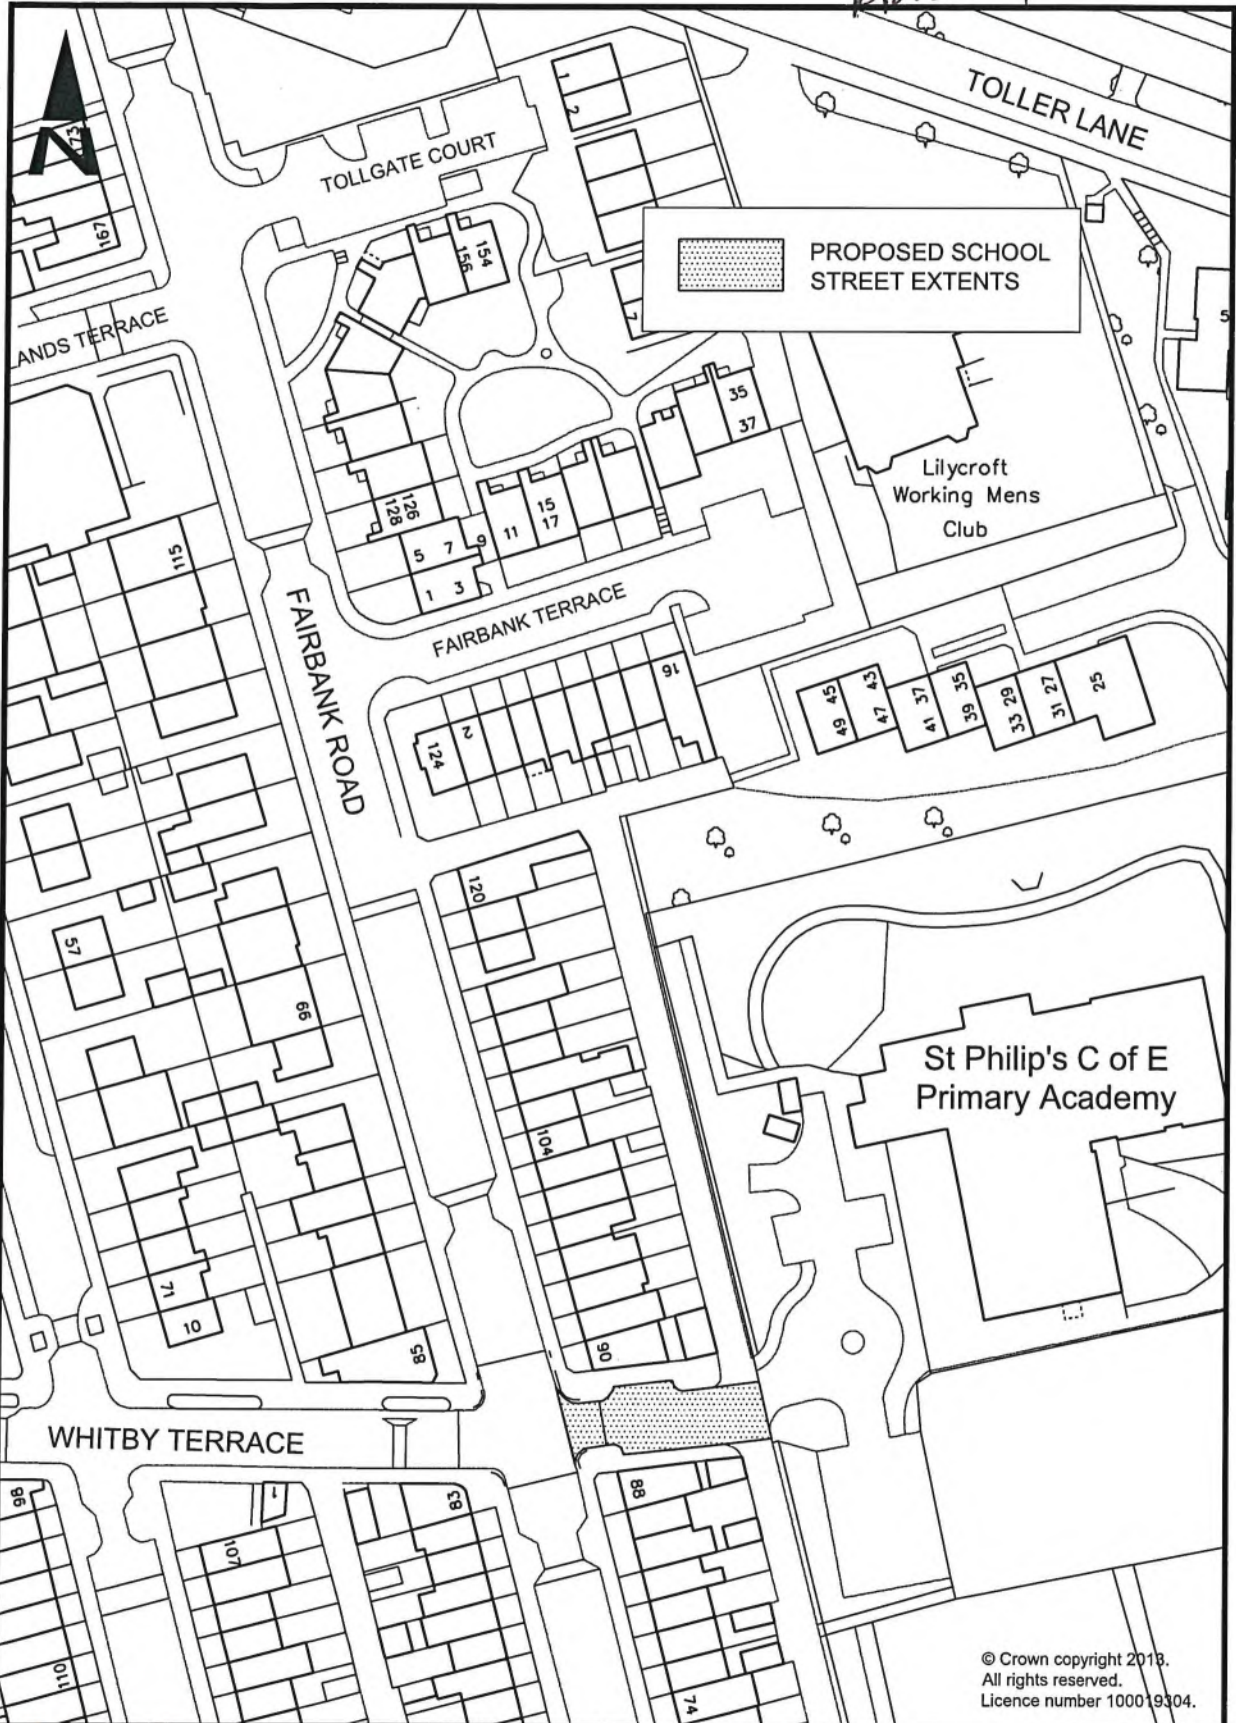 TOLLER LANE
1
2
N
173
167
TOLLGATE COURT
154
156
PROPOSED SCHOOL
STREET EXTENTS
7
5
LANDS TERRACE
35
37
Lilycroft
Working Mens
Club
126
128
15
17
11
9
7
5
3
1
115
FAIRBANK ROAD
FAIRBANK TERRACE
16
2
124
49 45
47 43
41 37
39 35
33 29
31 27
25
120
57
66
St Philip's C of E
Primary Academy
104
71
10
85
90
WHITBY TERRACE
98
83
88
107
110
74
© Crown copyright 2013.
All rights reserved.
Licence number 100019304.